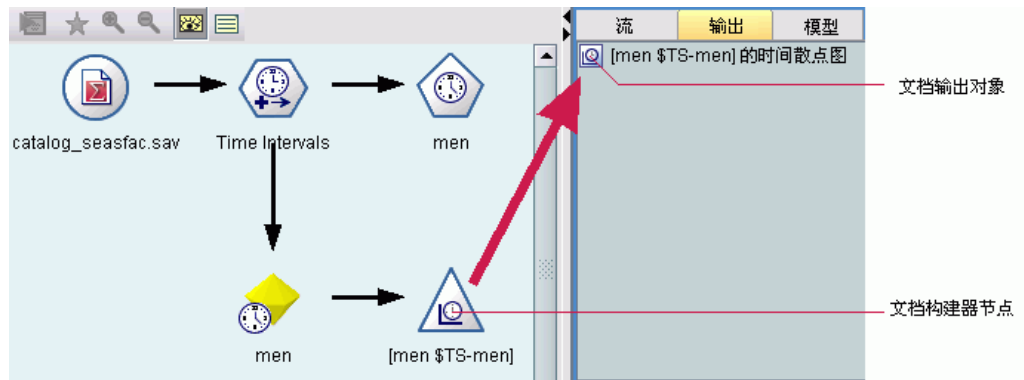 流
输出
模型
[men $TS-men] 的时间散点图
文档输出对象
catalog_seasfac.sav
Time Intervals
men
文档构建器节点
men
[men $TS-men]